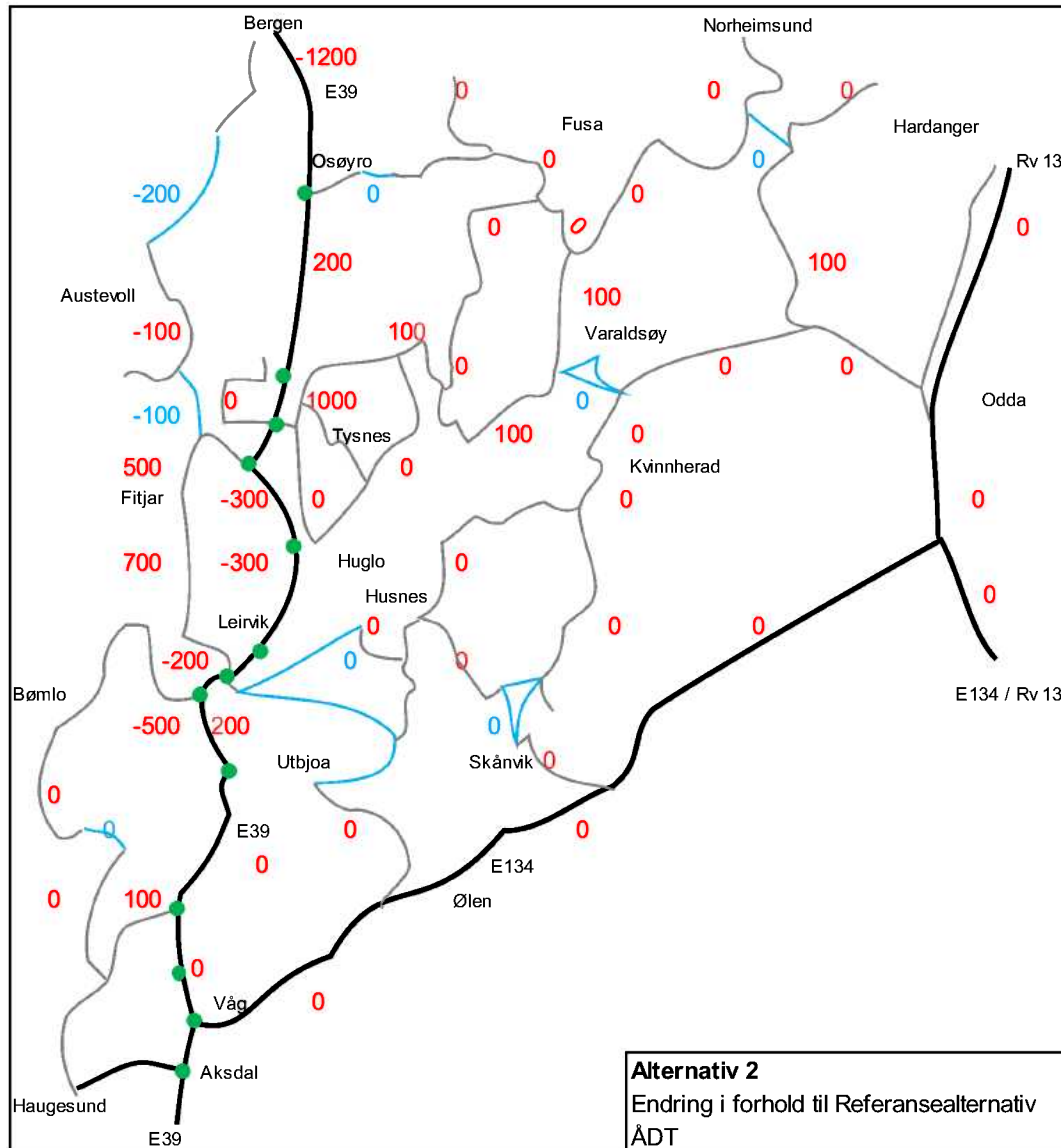 Bergen
Norheimsund
-1200
E39
0
0
0
Fusa
Hardanger
Osøyro
0
0
Rv 13
-200
0
0
0
0
0
200
100
Austevoll
100
-100
100
Varaldsøy
0
0
0
0
1000
0
Odda
-100
Tysnes
100
0
500
0
Kvinnherad
Fitjar
-300
0
0
0
700
-300
Huglo
0
Husnes
0
Leirvik
0
0
0
-200
0
0
Bømlo
E134 / Rv 13
-500
200
0
Utbjoa
Skånvik
0
0
0
E39
0
0
0
E134
0
100
Ølen
0
Våg
0
Aksdal
Haugesund
E39
Alternativ 2
Endring i forhold til Referansealternativ
ÅDT